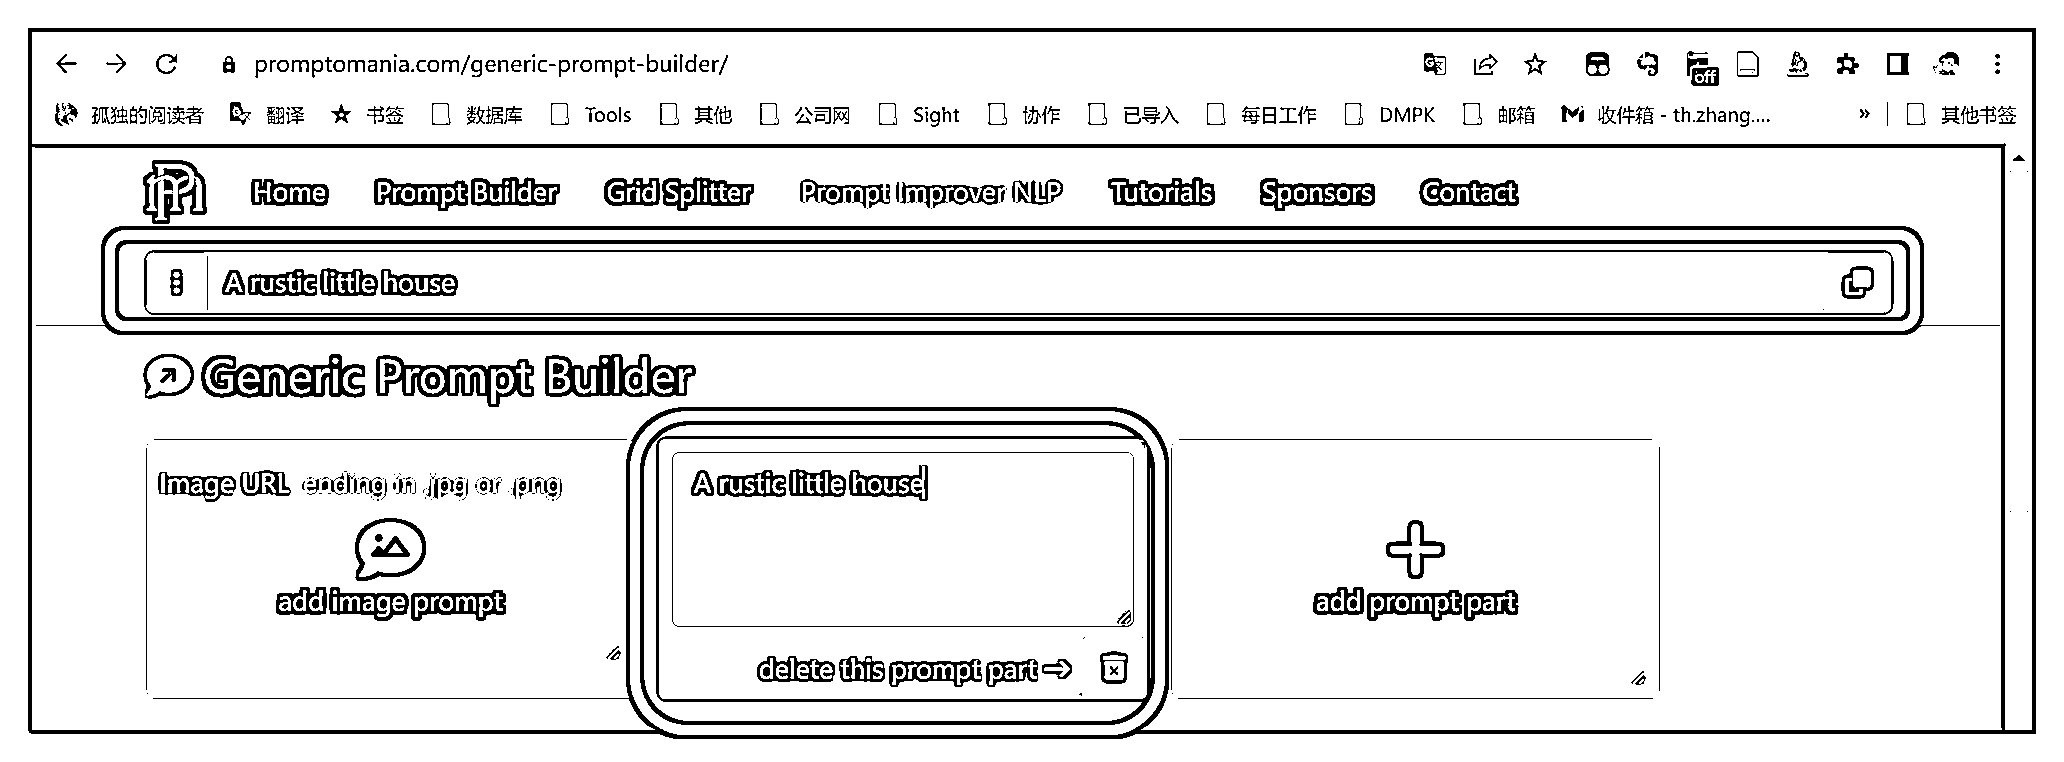 promptomania.com/generic-prompt-builder/
off
孤独的阅读者 翻译 书签 数据库 Tools 其他 公司网 Sight 协作 已导入 每日工作 DMPK 邮箱 收件箱 - th.zhang.... » 其他书签
Home Prompt Builder Grid Splitter Prompt Improver NLP Tutorials Sponsors Contact
A rustic little house
Generic Prompt Builder
Image URL ending in .jpg or .png
add image prompt
A rustic little house
delete this prompt part
add prompt part